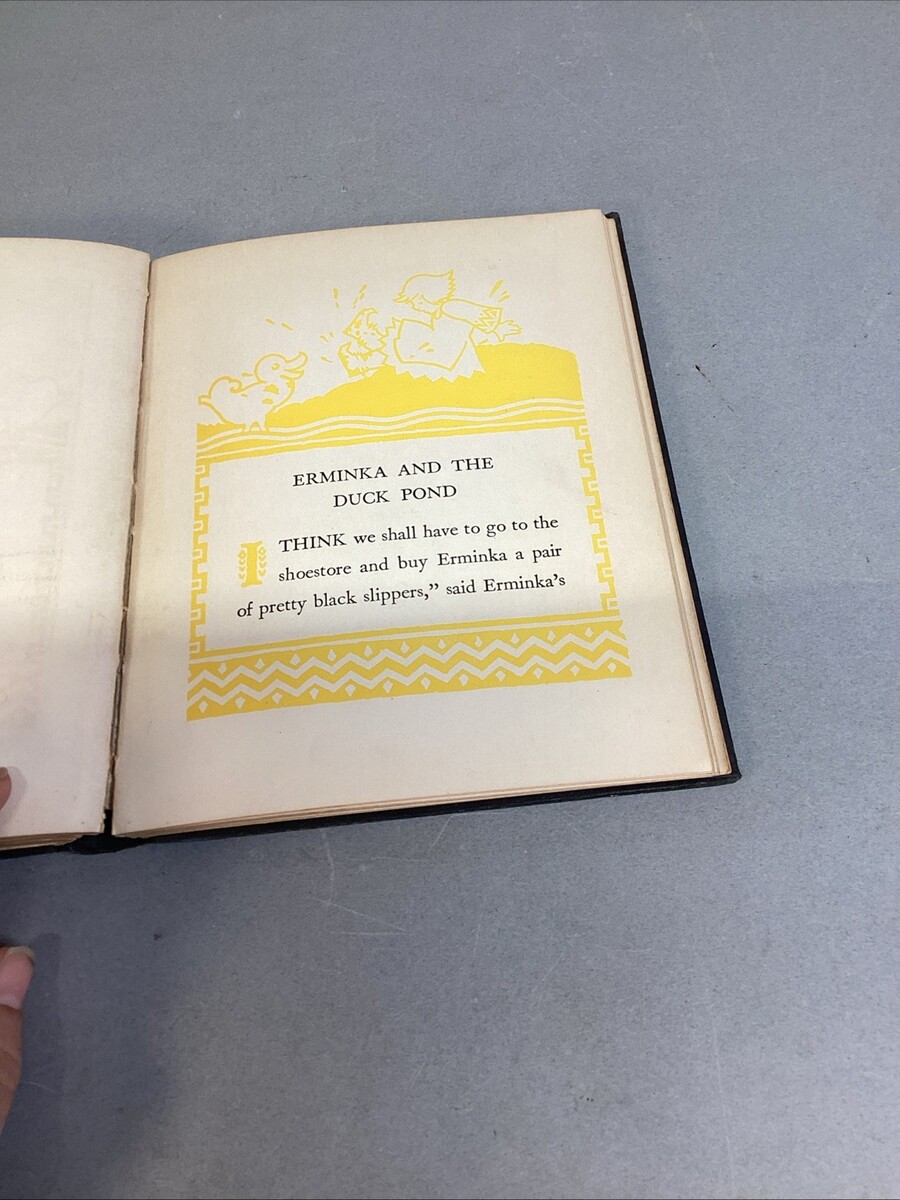 ERMINKA AND THE
DUCK POND
I THINK we shall have to go to the
shoestore and buy Erminka a pair
of pretty black slippers,” said Erminka’s